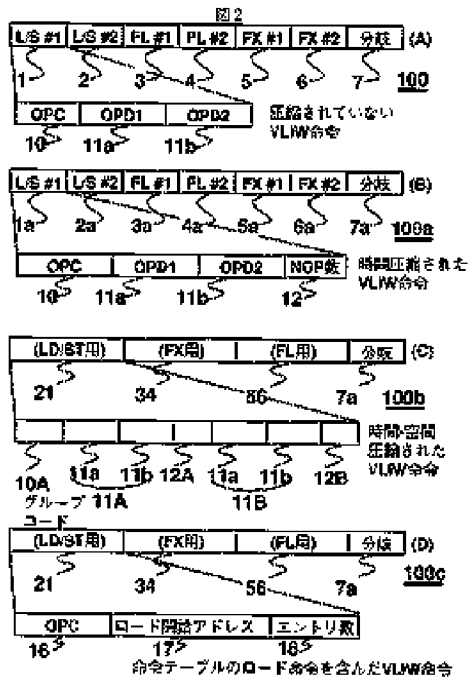 図2
L/S #1 L/S #2 FL #1 FL #2 FX #1 FX #2 分岐 (A)
1 2 3 4 5 6 7 100
OPC OPD1 OPD2 圧縮されていない
VLIW命令
10 11a 11b
L/S #1 L/S #2 FL #1 FL #2 FX #1 FX #2 分岐 (B)
1a 2a 3a 4a 5a 6a 7a 100a
OPC OPD1 OPD2 NOP数 時間圧縮された
VLIW命令
10 11a 11b 12
(LD/ST用) (FX用) (FL用) 分岐 (C)
21 34 56 7a 100b
時間・空間
圧縮された
VLIW命令
10A 11a 11b 12A 11a 11b 12B
グループ 11A 11B
コード
(LD/ST用) (FX用) (FL用) 分岐 (D)
21 34 56 7a 100c
OPC ロード開始アドレス エントリ数
16 17 18
命令テーブルのロード命令を含んだVLIW命令